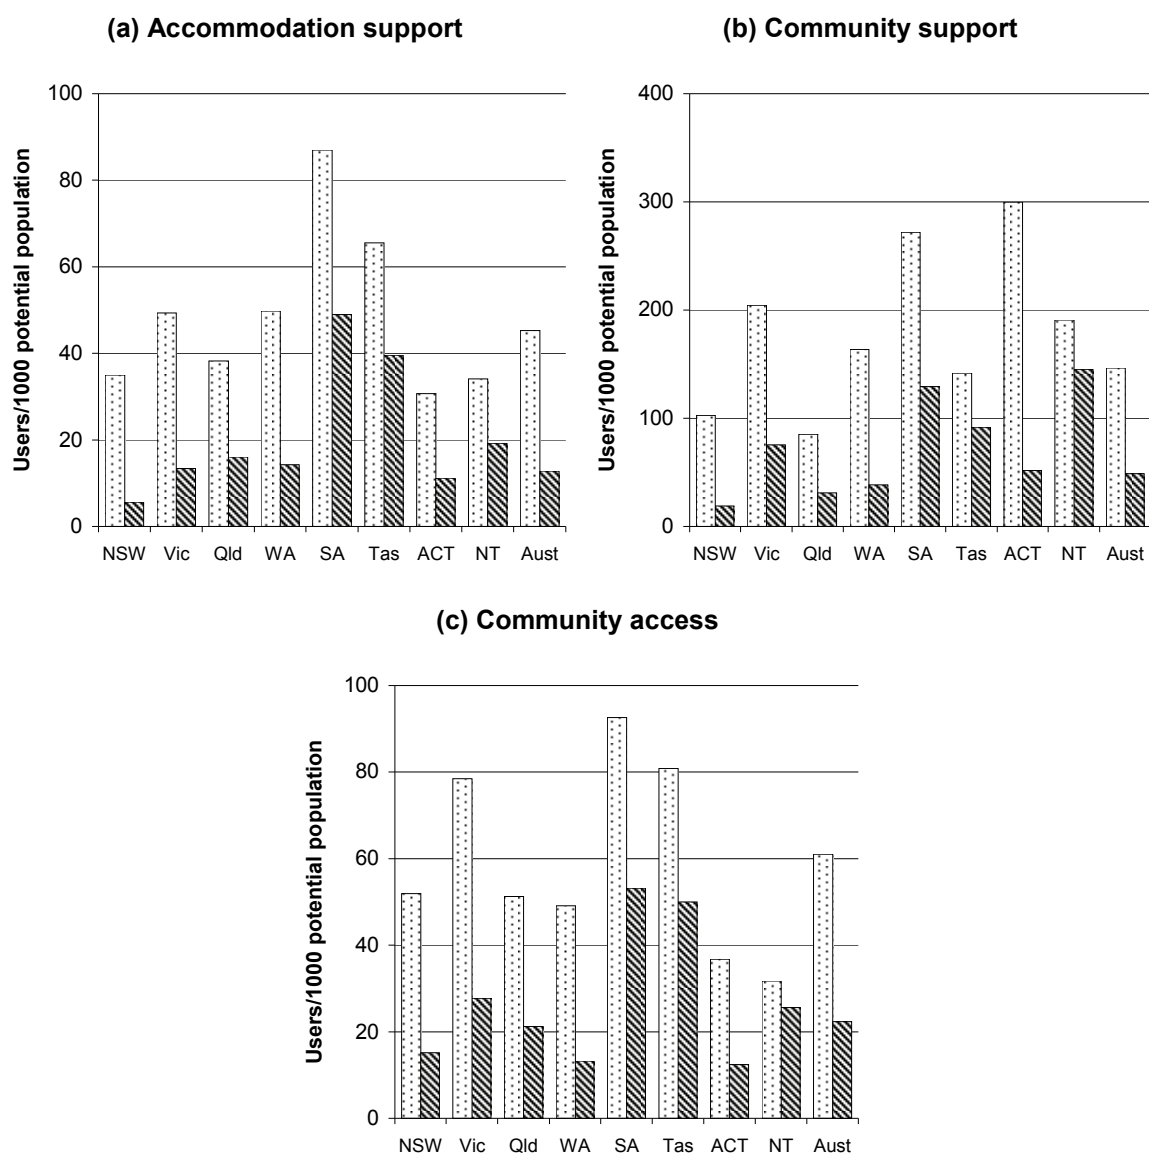 (a) Accommodation support
Users/1000 potential population
100
80
60
40
20
0
NSW Vic Qld WA SA Tas ACT NT Aust
(b) Community support
Users/1000 potential population
400
300
200
100
0
NSW Vic Qld WA SA Tas ACT NT Aust
(c) Community access
Users/1000 potential population
100
80
60
40
20
0
NSW Vic Qld WA SA Tas ACT NT Aust